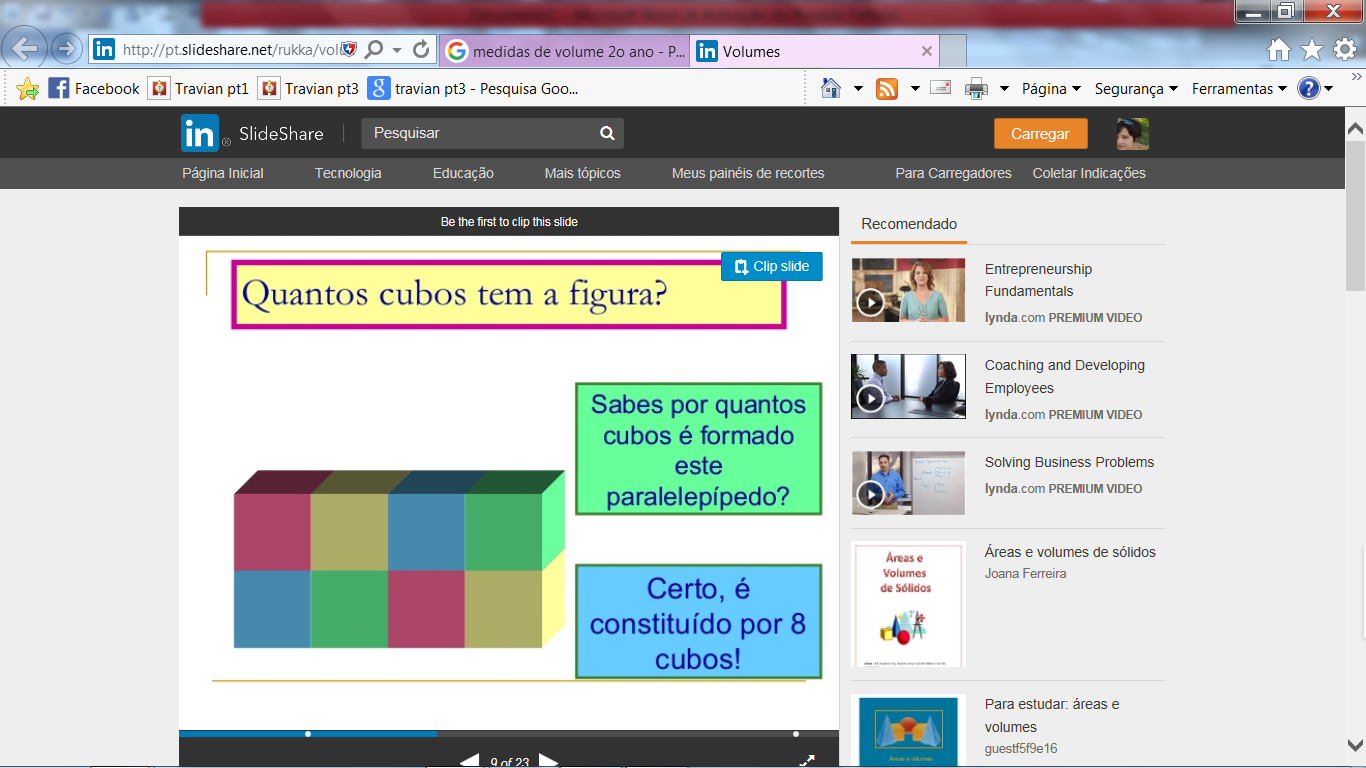 http://pt.slideshare.net/rukka/volu
medidas de volume 2o ano - P...
Volumes
Facebook
Travian pt1
Travian pt3
travian pt3 - Pesquisa Goo...
Página
Segurança
Ferramentas
in
® SlideShare
Pesquisar
Carregar
Página Inicial
Tecnologia
Educação
Mais tópicos
Meus painéis de recortes
Para Carregadores
Coletar Indicações
Be the first to clip this slide
Clip slide
Quantos cubos tem a figura?
Sabes por quantos
cubos é formado
este
paralelepípedo?
Certo, é
constituído por 8
cubos!
9 of 23
Recomendado
Entrepreneurship
Fundamentals
lynda.com PREMIUM VIDEO
Coaching and Developing
Employees
lynda.com PREMIUM VIDEO
Solving Business Problems
lynda.com PREMIUM VIDEO
Áreas e
Volumes
de Sólidos
Áreas e volumes de sólidos
Joana Ferreira
Áreas e volumes
Para estudar: áreas e
volumes
guestf5f9e16